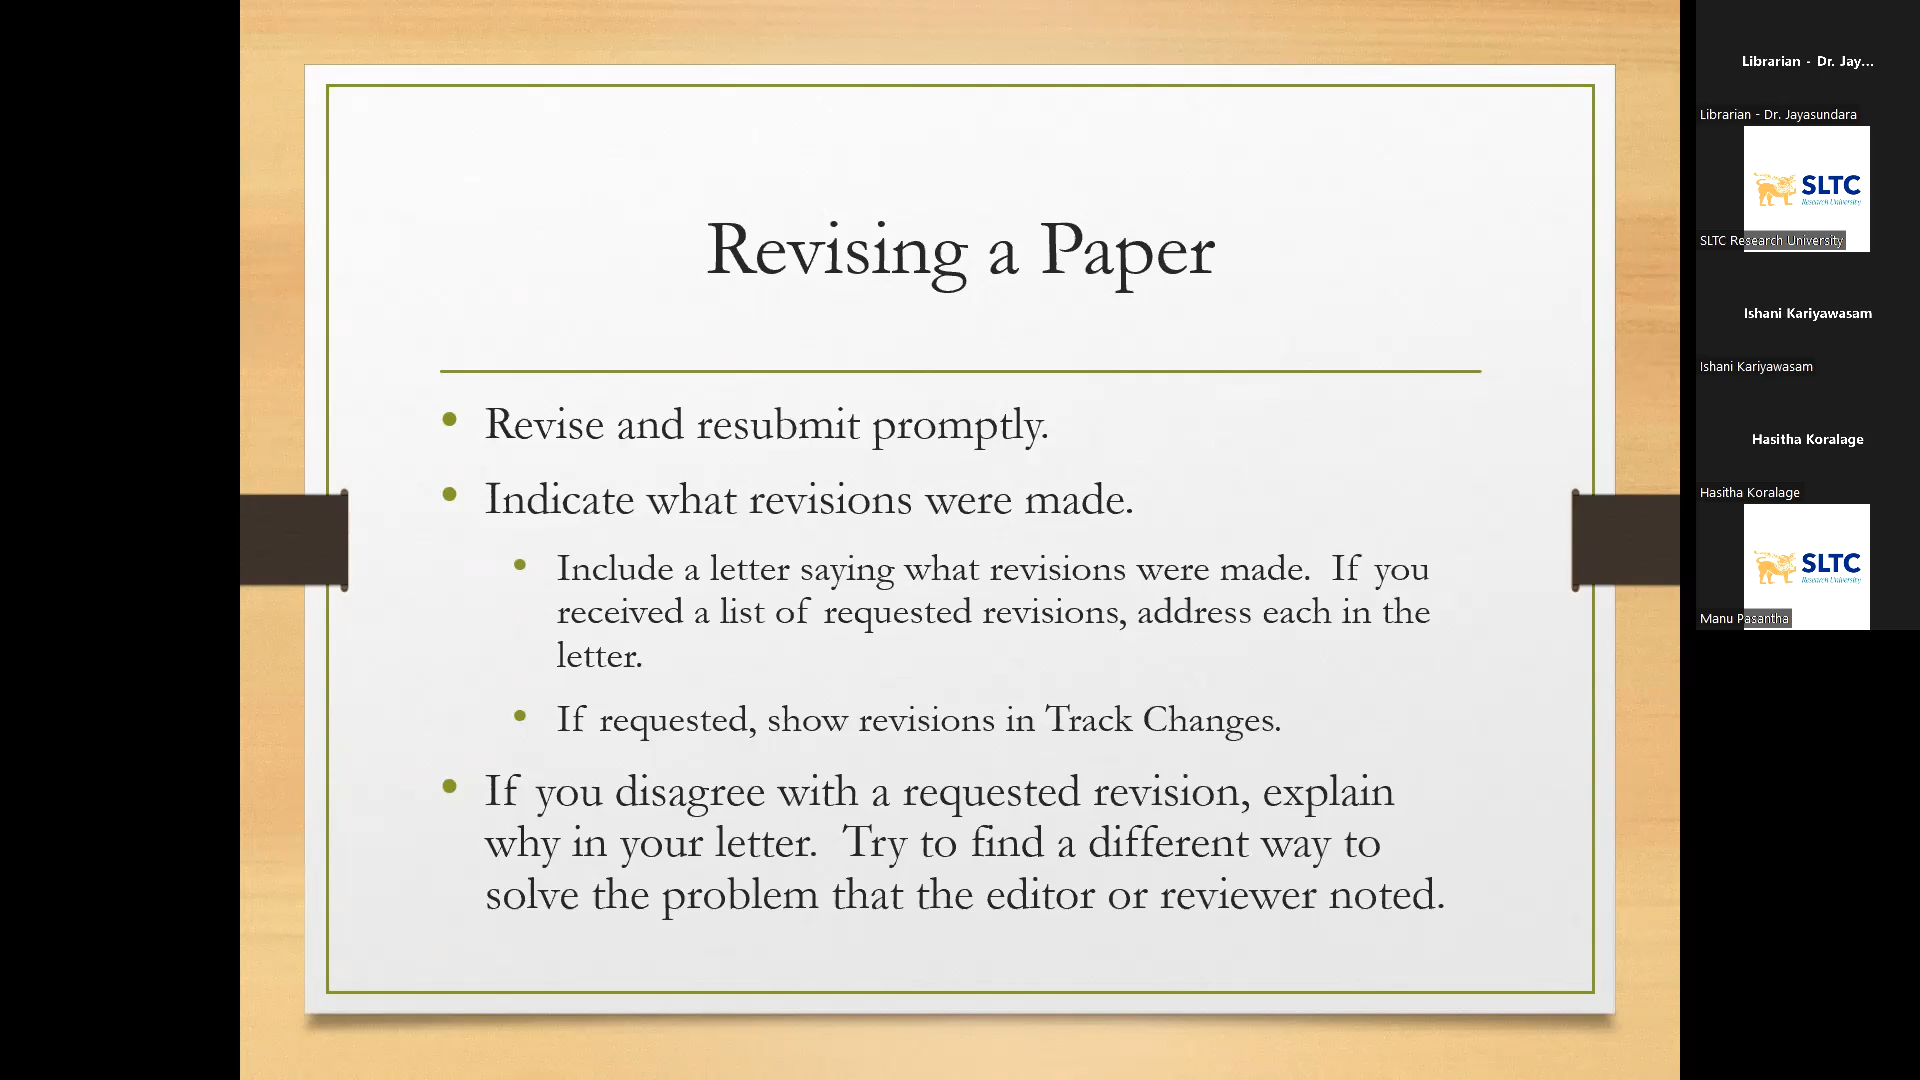 Revising a Paper
• Revise and resubmit promptly.
• Indicate what revisions were made.
• Include a letter saying what revisions were made.  If you
received a list of requested revisions, address each in the
letter.
• If requested, show revisions in Track Changes.
• If you disagree with a requested revision, explain
why in your letter.  Try to find a different way to
solve the problem that the editor or reviewer noted.
Librarian - Dr. Jay...
Librarian - Dr. Jayasundara
SLTC
Research University
SLTC Research University
Ishani Kariyawasam
Ishani Kariyawasam
Hasitha Koralage
Hasitha Koralage
SLTC
Research University
Manu Pasantha